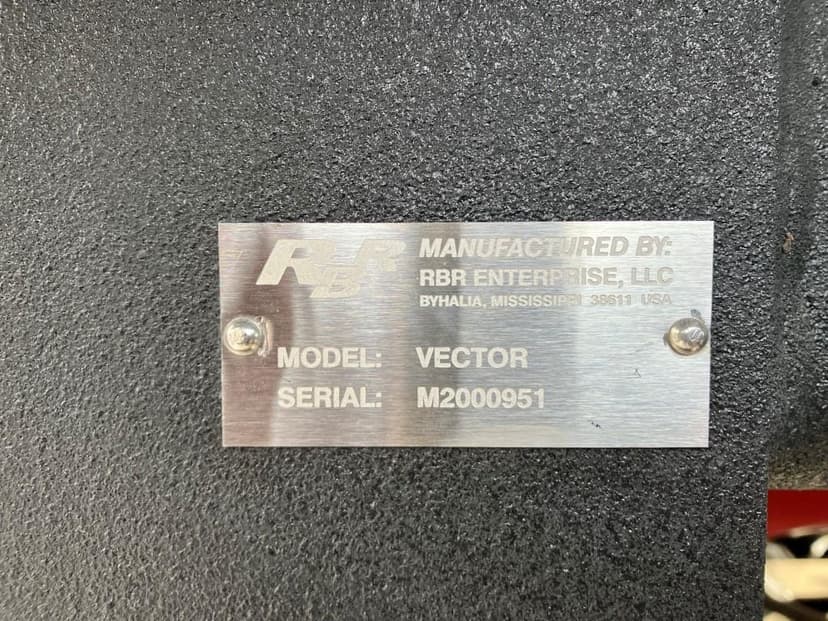 RBR
MANUFACTURED BY:
RBR ENTERPRISE, LLC
BYHALIA, MISSISSIPPI 38611 USA
MODEL: VECTOR
SERIAL: M2000951